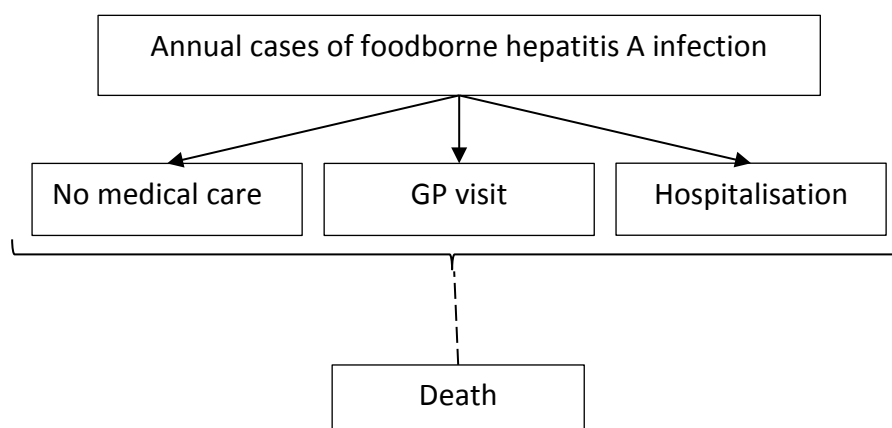 Annual cases of foodborne hepatitis A infection
No medical care
GP visit
Hospitalisation
Death